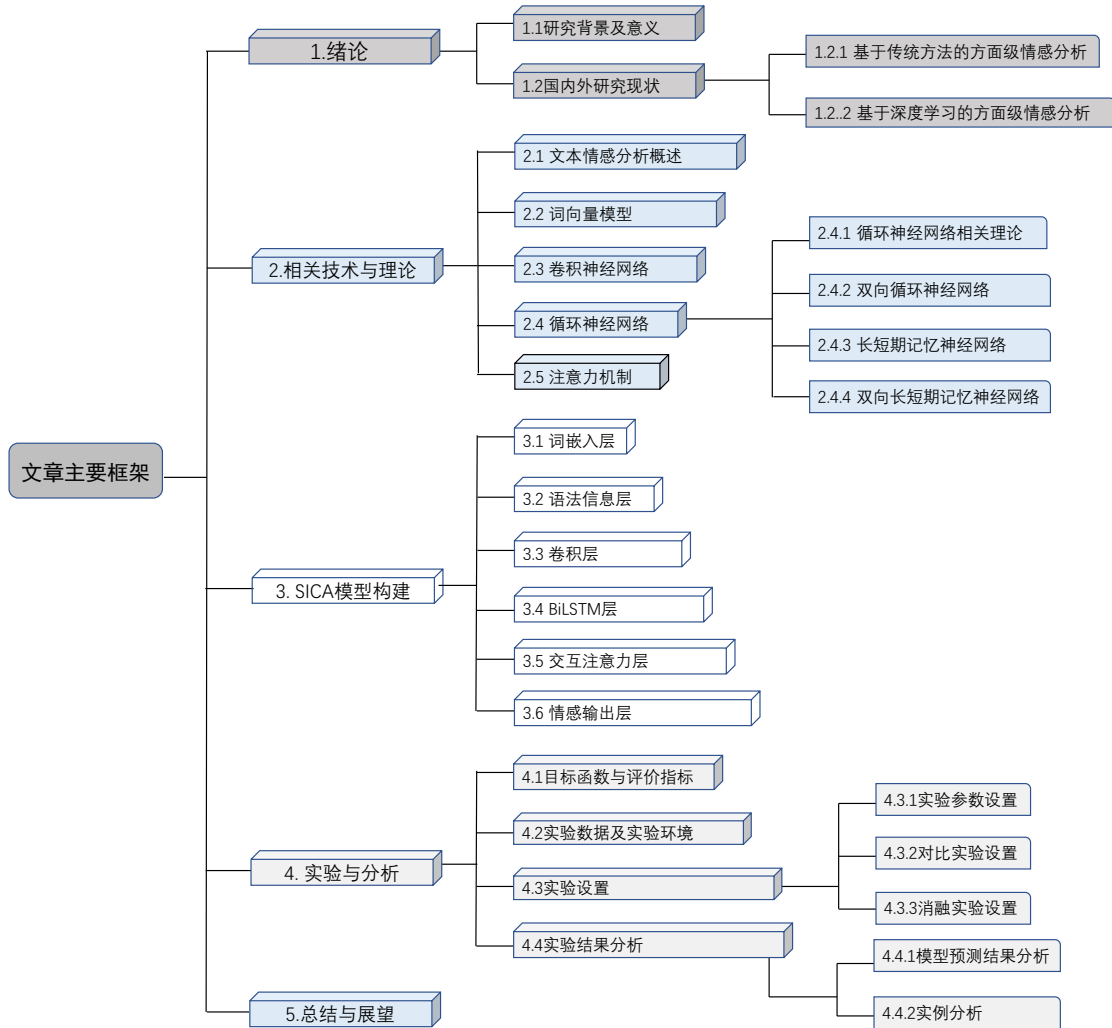 文章主要框架
1.绪论
1.1研究背景及意义
1.2国内外研究现状
1.2.1 基于传统方法的方面级情感分析
1.2..2 基于深度学习的方面级情感分析
2.相关技术与理论
2.1 文本情感分析概述
2.2 词向量模型
2.3 卷积神经网络
2.4 循环神经网络
2.4.1 循环神经网络相关理论
2.4.2 双向循环神经网络
2.4.3 长短期记忆神经网络
2.4.4 双向长短期记忆神经网络
2.5 注意力机制
3. SICA模型构建
3.1 词嵌入层
3.2 语法信息层
3.3 卷积层
3.4 BiLSTM层
3.5 交互注意力层
3.6 情感输出层
4. 实验与分析
4.1目标函数与评价指标
4.2实验数据及实验环境
4.3实验设置
4.3.1实验参数设置
4.3.2对比实验设置
4.3.3消融实验设置
4.4实验结果分析
4.4.1模型预测结果分析
4.4.2实例分析
5.总结与展望